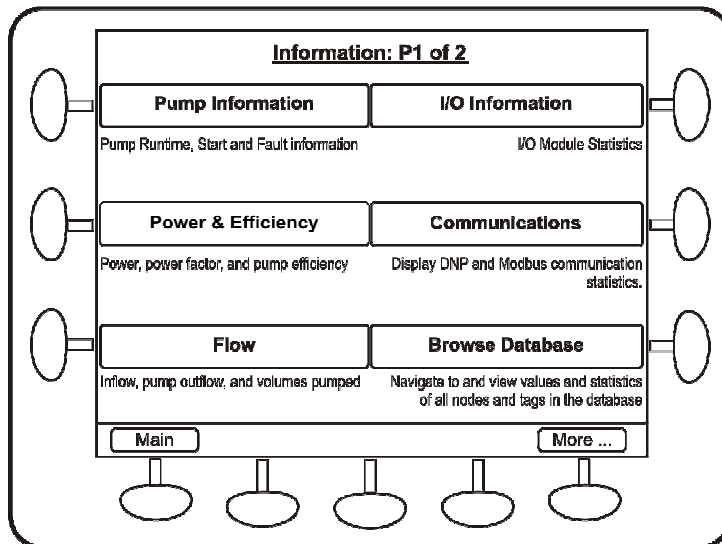 Information: P1 of 2
Pump Information
I/O Information
Pump Runtime, Start and Fault information
I/O Module Statistics
Power & Efficiency
Communications
Power, power factor, and pump efficiency
Display DNP and Modbus communication
statistics.
Flow
Browse Database
Inflow, pump outflow, and volumes pumped
Navigate to and view values and statistics
of all nodes and tags in the database
Main
More ...